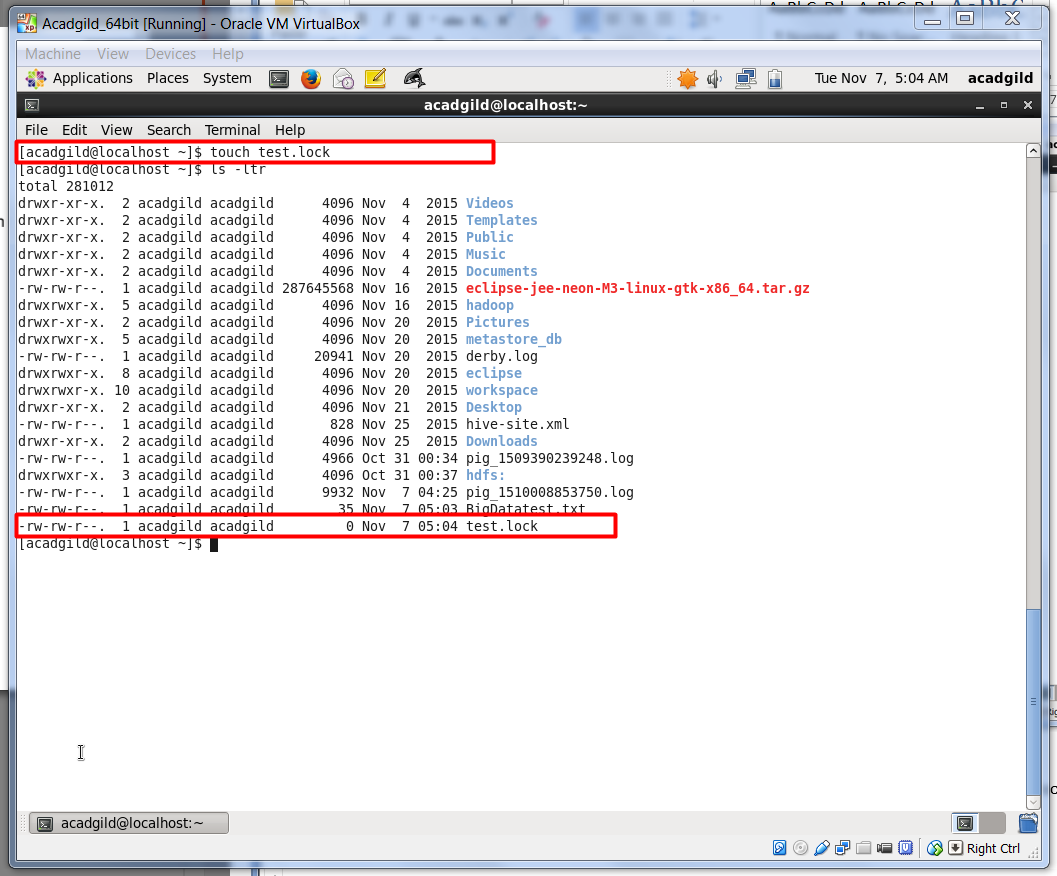 Acadgild_64bit [Running] - Oracle VM VirtualBox
Machine View Devices Help
Applications Places System Tue Nov 7, 5:04 AM acadgild
acadgild@localhost:~
File Edit View Search Terminal Help
[acadgild@localhost ~]$ touch test.lock
[acadgild@localhost ~]$ ls -ltr
total 281012
drwxr-xr-x. 2 acadgild acadgild 4096 Nov 4 2015 Videos
drwxr-xr-x. 2 acadgild acadgild 4096 Nov 4 2015 Templates
drwxr-xr-x. 2 acadgild acadgild 4096 Nov 4 2015 Public
drwxr-xr-x. 2 acadgild acadgild 4096 Nov 4 2015 Music
drwxr-xr-x. 2 acadgild acadgild 4096 Nov 4 2015 Documents
-rw-rw-r--. 1 acadgild acadgild 287645568 Nov 16 2015 eclipse-jee-neon-M3-linux-gtk-x86_64.tar.gz
drwxrwxr-x. 5 acadgild acadgild 4096 Nov 16 2015 hadoop
drwxr-xr-x. 2 acadgild acadgild 4096 Nov 20 2015 Pictures
drwxrwxr-x. 5 acadgild acadgild 4096 Nov 20 2015 metastore_db
-rw-rw-r--. 1 acadgild acadgild 20941 Nov 20 2015 derby.log
drwxrwxr-x. 8 acadgild acadgild 4096 Nov 20 2015 eclipse
drwxrwxr-x. 10 acadgild acadgild 4096 Nov 20 2015 workspace
drwxr-xr-x. 2 acadgild acadgild 4096 Nov 21 2015 Desktop
-rw-rw-r--. 1 acadgild acadgild 828 Nov 25 2015 hive-site.xml
drwxr-xr-x. 2 acadgild acadgild 4096 Nov 25 2015 Downloads
-rw-rw-r--. 1 acadgild acadgild 4966 Oct 31 00:34 pig_1509390239248.log
drwxrwxr-x. 3 acadgild acadgild 4096 Oct 31 00:37 hdfs:
-rw-rw-r--. 1 acadgild acadgild 9932 Nov 7 04:25 pig_1510008853750.log
-rw-rw-r--. 1 acadgild acadgild 35 Nov 7 05:03 BigDatatest.txt
-rw-rw-r--. 1 acadgild acadgild 0 Nov 7 05:04 test.lock
[acadgild@localhost ~]$
acadgild@localhost:~
Right Ctrl